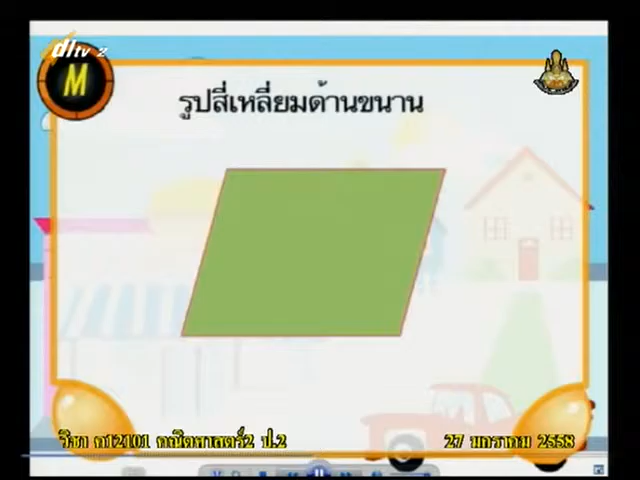 dltv 2
M
รูปสี่เหลี่ยมด้านขนาน
วิชา ค12101 คณิตศาสตร์2 ป.2
27 มกราคม 2558